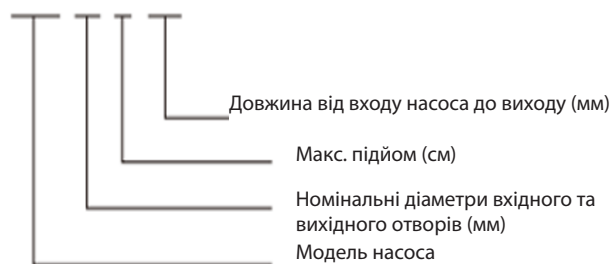 Довжина від входу насоса до виходу (мм)
Макс. підйом (см)
Номінальні діаметри вхідного та
вихідного отворів (мм)
Модель насоса